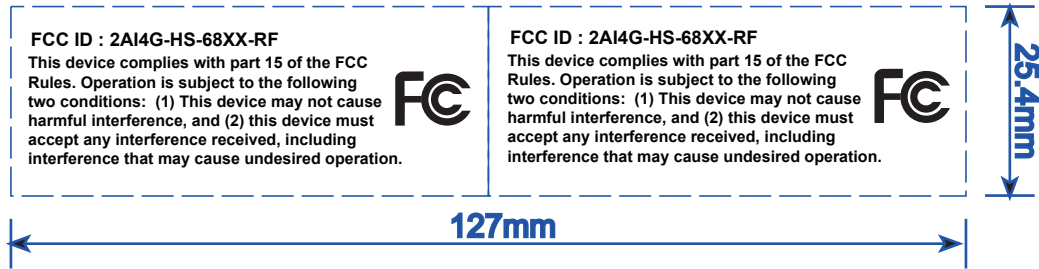 FCC ID : 2AI4G-HS-68XX-RF
This device complies with part 15 of the FCC
Rules. Operation is subject to the following
two conditions:  (1) This device may not cause
harmful interference, and (2) this device must
accept any interference received, including
interference that may cause undesired operation.
FC
FCC ID : 2AI4G-HS-68XX-RF
This device complies with part 15 of the FCC
Rules. Operation is subject to the following
two conditions:  (1) This device may not cause
harmful interference, and (2) this device must
accept any interference received, including
interference that may cause undesired operation.
FC
25.4mm
127mm